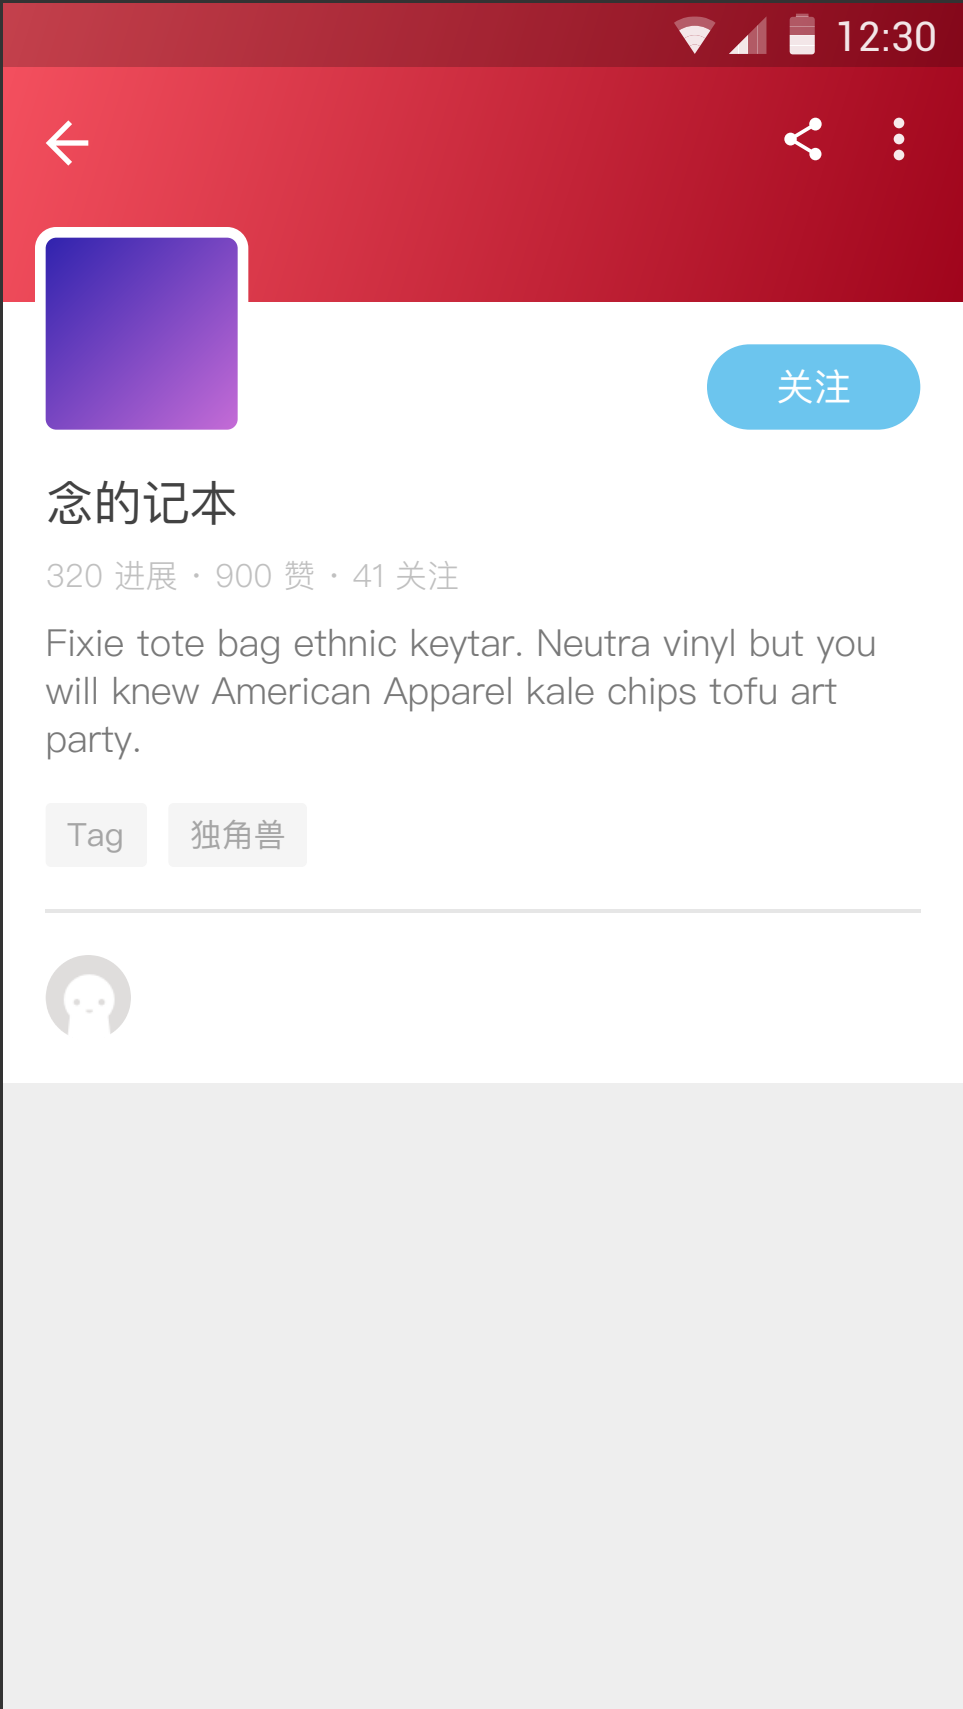 12:30
关注
念的记本
320 进展 · 900 赞 · 41 关注
Fixie tote bag ethnic keytar. Neutra vinyl but you
will knew American Apparel kale chips tofu art
party.
Tag 独角兽